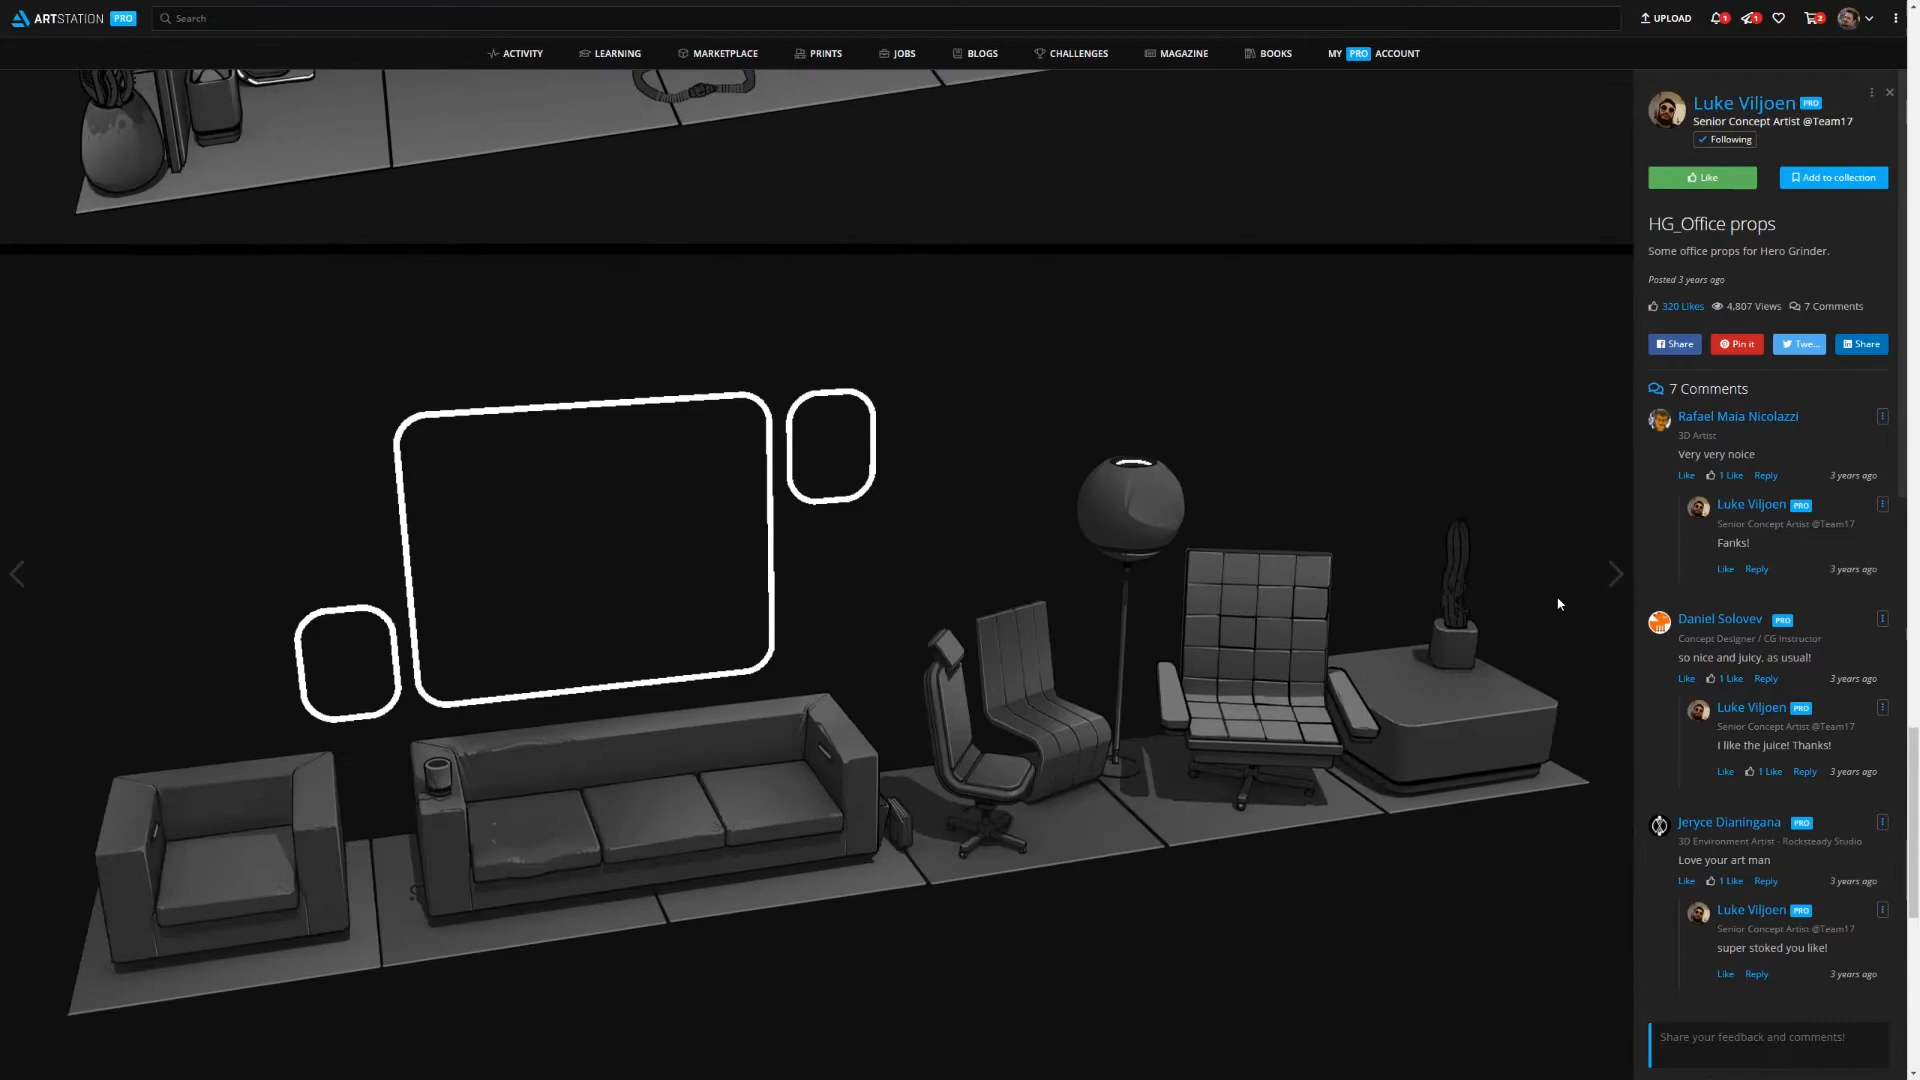 ARTSTATION PRO
Search
UPLOAD
1
1
2
ACTIVITY
LEARNING
MARKETPLACE
PRINTS
JOBS
BLOGS
CHALLENGES
MAGAZINE
BOOKS
MY PRO ACCOUNT
Luke Viljoen PRO
Senior Concept Artist @Team17
Following
Like
Add to collection
HG_Office props
Some office props for Hero Grinder.
Posted 3 years ago
320 Likes 4,807 Views 7 Comments
Share Pin it Twe... Share
7 Comments
Rafael Maia Nicolazzi
3D Artist
Very very noice
Like 1 Like Reply 3 years ago
Luke Viljoen PRO
Senior Concept Artist @Team17
Fanks!
Like Reply 3 years ago
Daniel Solovev PRO
Concept Designer / CG Instructor
so nice and juicy, as usual!
Like 1 Like Reply 3 years ago
Luke Viljoen PRO
Senior Concept Artist @Team17
I like the juice! Thanks!
Like 1 Like Reply 3 years ago
Jeryce Dianingana PRO
3D Environment Artist - Rocksteady Studio
Love your art man
Like 1 Like Reply 3 years ago
Luke Viljoen PRO
Senior Concept Artist @Team17
super stoked you like!
Like Reply 3 years ago
Share your feedback and comments!